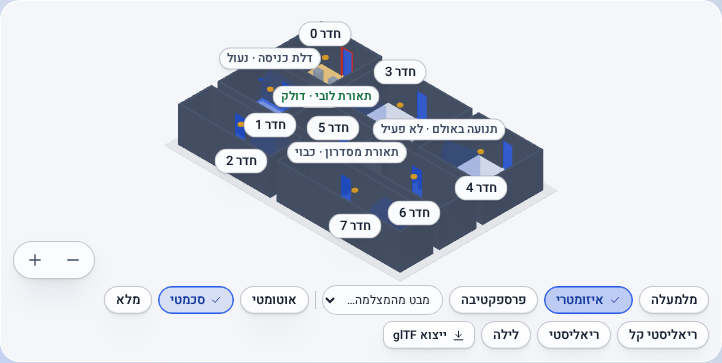 חדר 0
דלת כניסה · נעול
חדר 3
תאורת לובי · דולק
חדר 1
חדר 5
תנועה באולם · לא פעיל
תאורת מסדרון · כבוי
חדר 2
חדר 4
חדר 6
חדר 7
מלמעלה
איזומטרי
פרספקטיבה
מבט מהמצלמה...
אוטומטי
סכמטי
מלא
ריאליסטי קל
ריאליסטי
לילה
ייצוא glTF